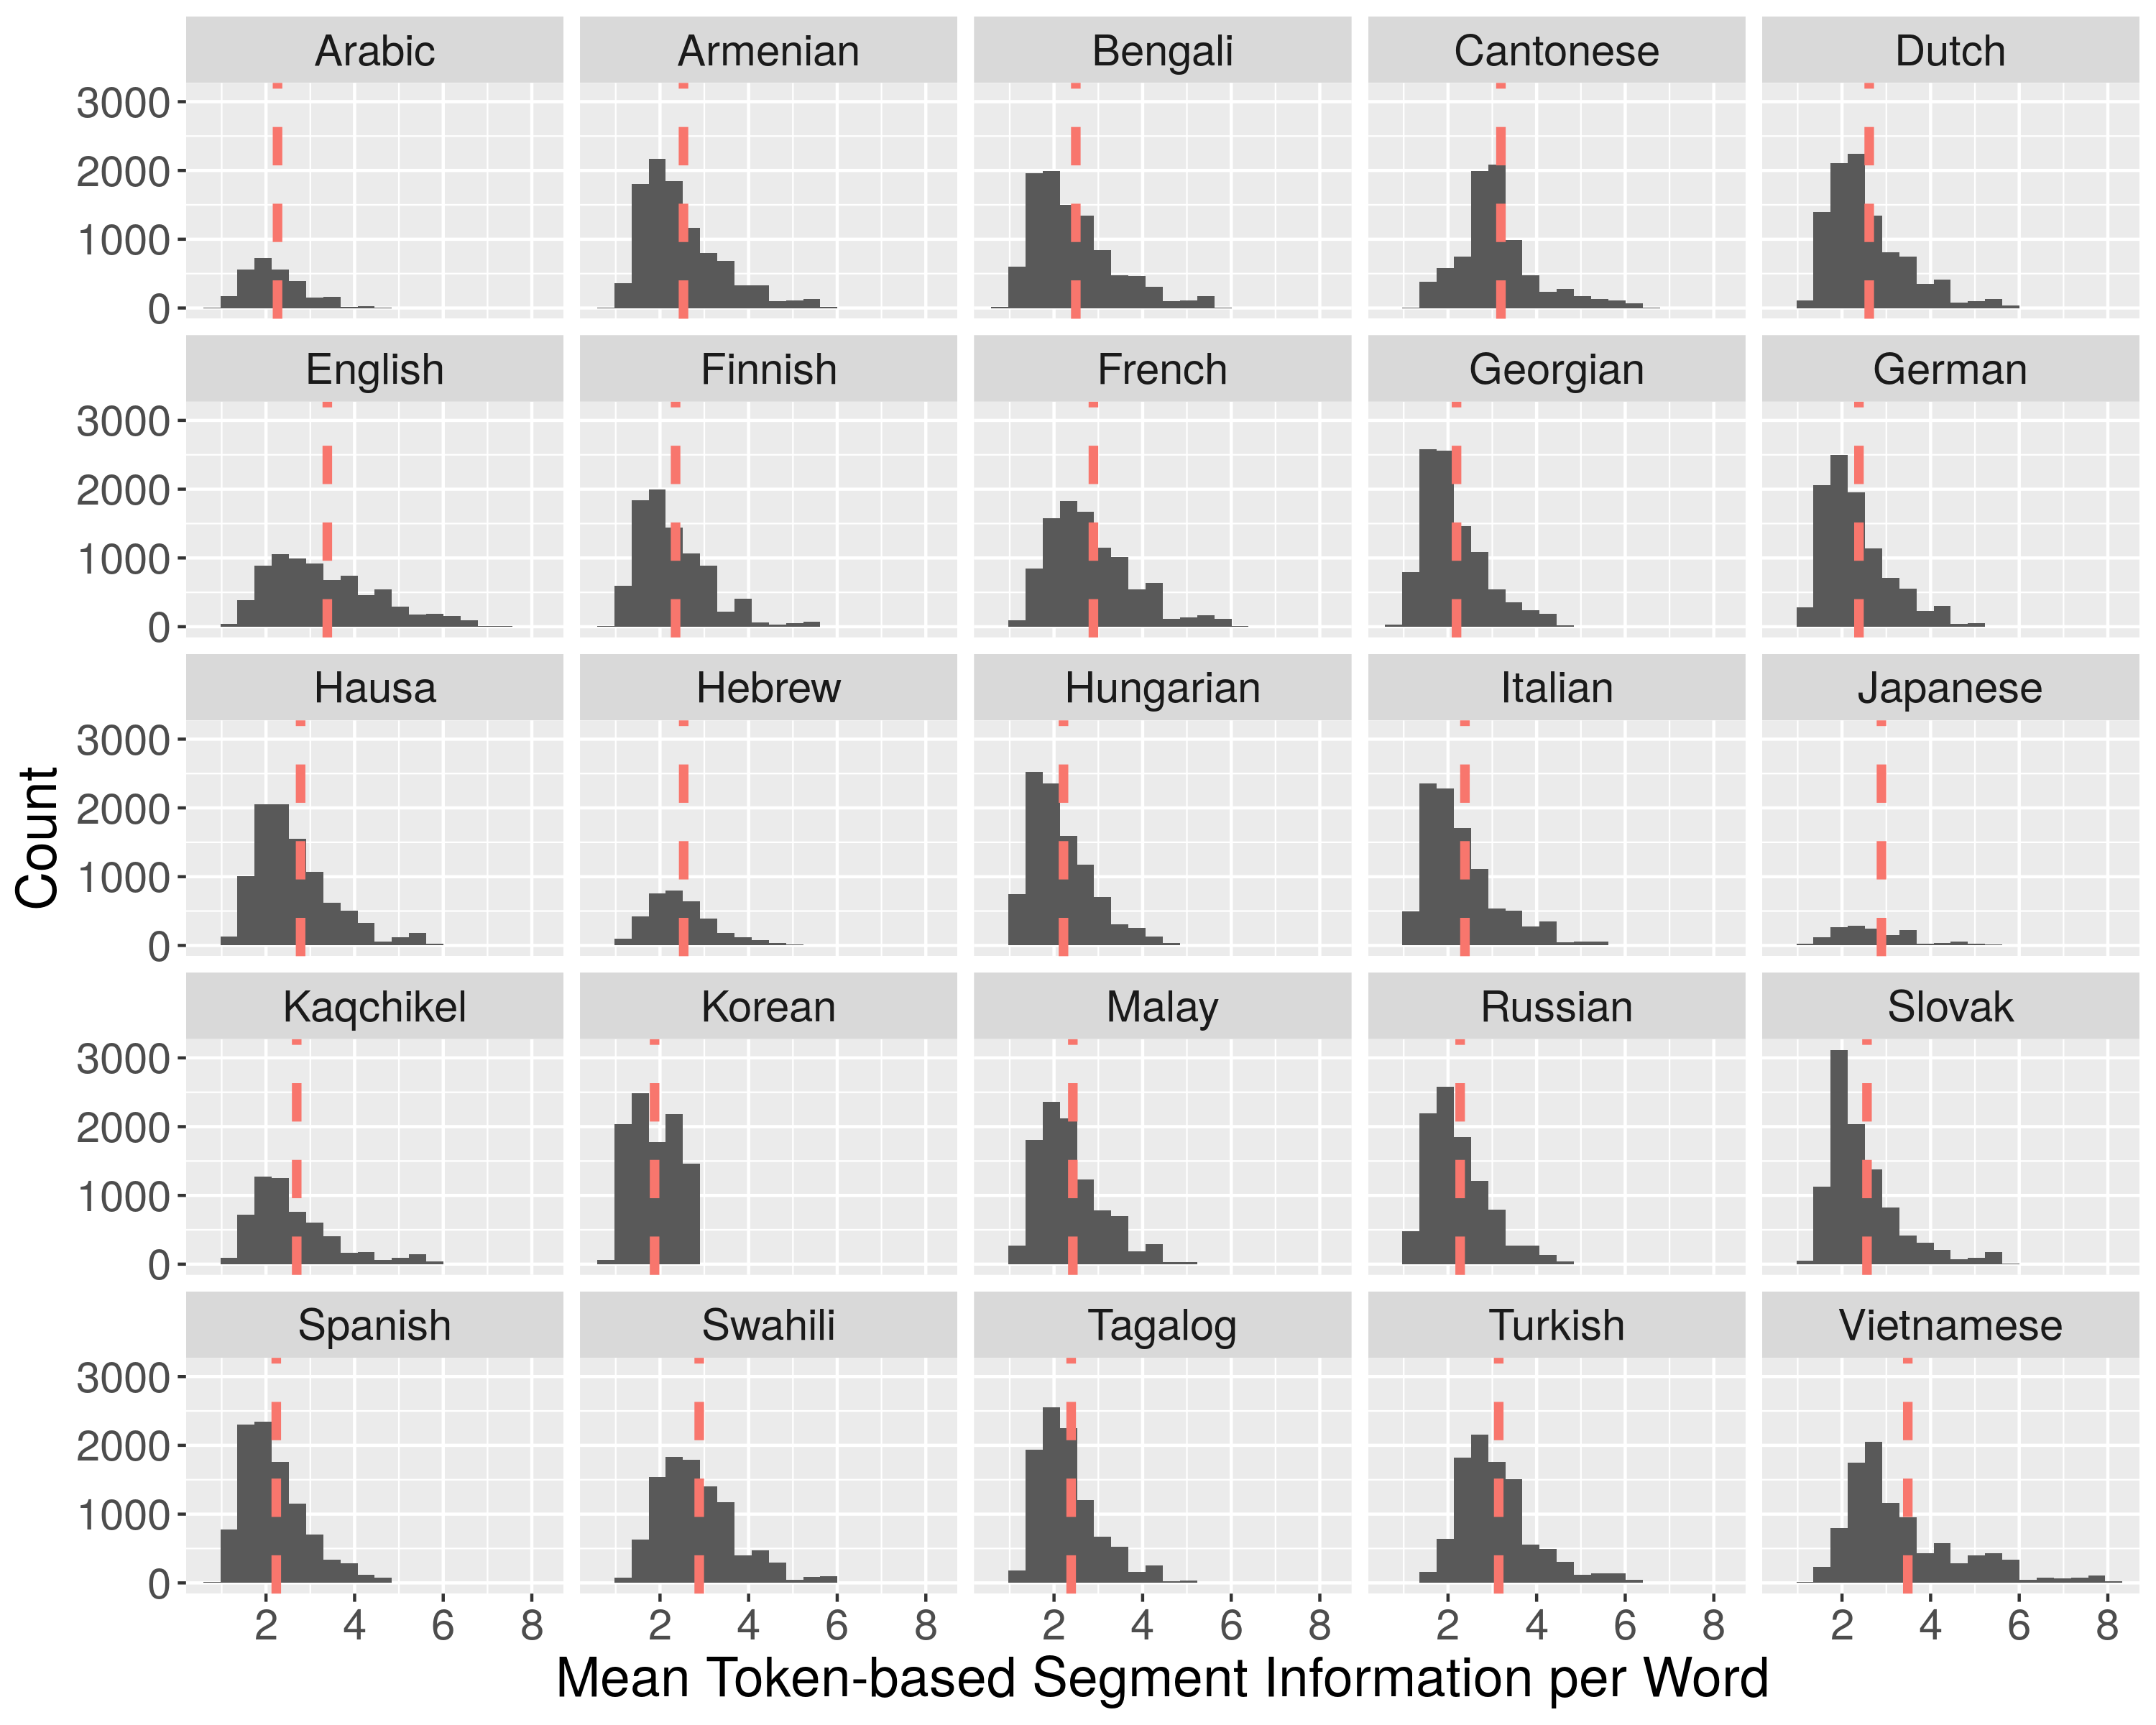 Arabic Armenian Bengali Cantonese Dutch
3000
2000
1000
0
English Finnish French Georgian German
3000
2000
1000
0
Hausa Hebrew Hungarian Italian Japanese
3000
2000
1000
0
Kaqchikel Korean Malay Russian Slovak
3000
2000
1000
0
Spanish Swahili Tagalog Turkish Vietnamese
3000
2000
1000
0
2 4 6 8 2 4 6 8 2 4 6 8 2 4 6 8 2 4 6 8
Mean Token-based Segment Information per Word
Count